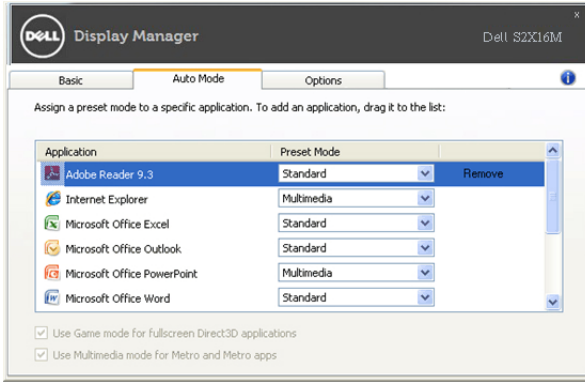 DELL Display Manager
x
Dell S2X16M
Basic Auto Mode Options
i
Assign a preset mode to a specific application. To add an application, drag it to the list:
Application Preset Mode
Adobe Reader 9.3 Standard Remove
Internet Explorer Multimedia
Microsoft Office Excel Standard
Microsoft Office Outlook Standard
Microsoft Office PowerPoint Multimedia
Microsoft Office Word Standard
Use Game mode for fullscreen Direct3D applications
Use Multimedia mode for Metro and Metro apps